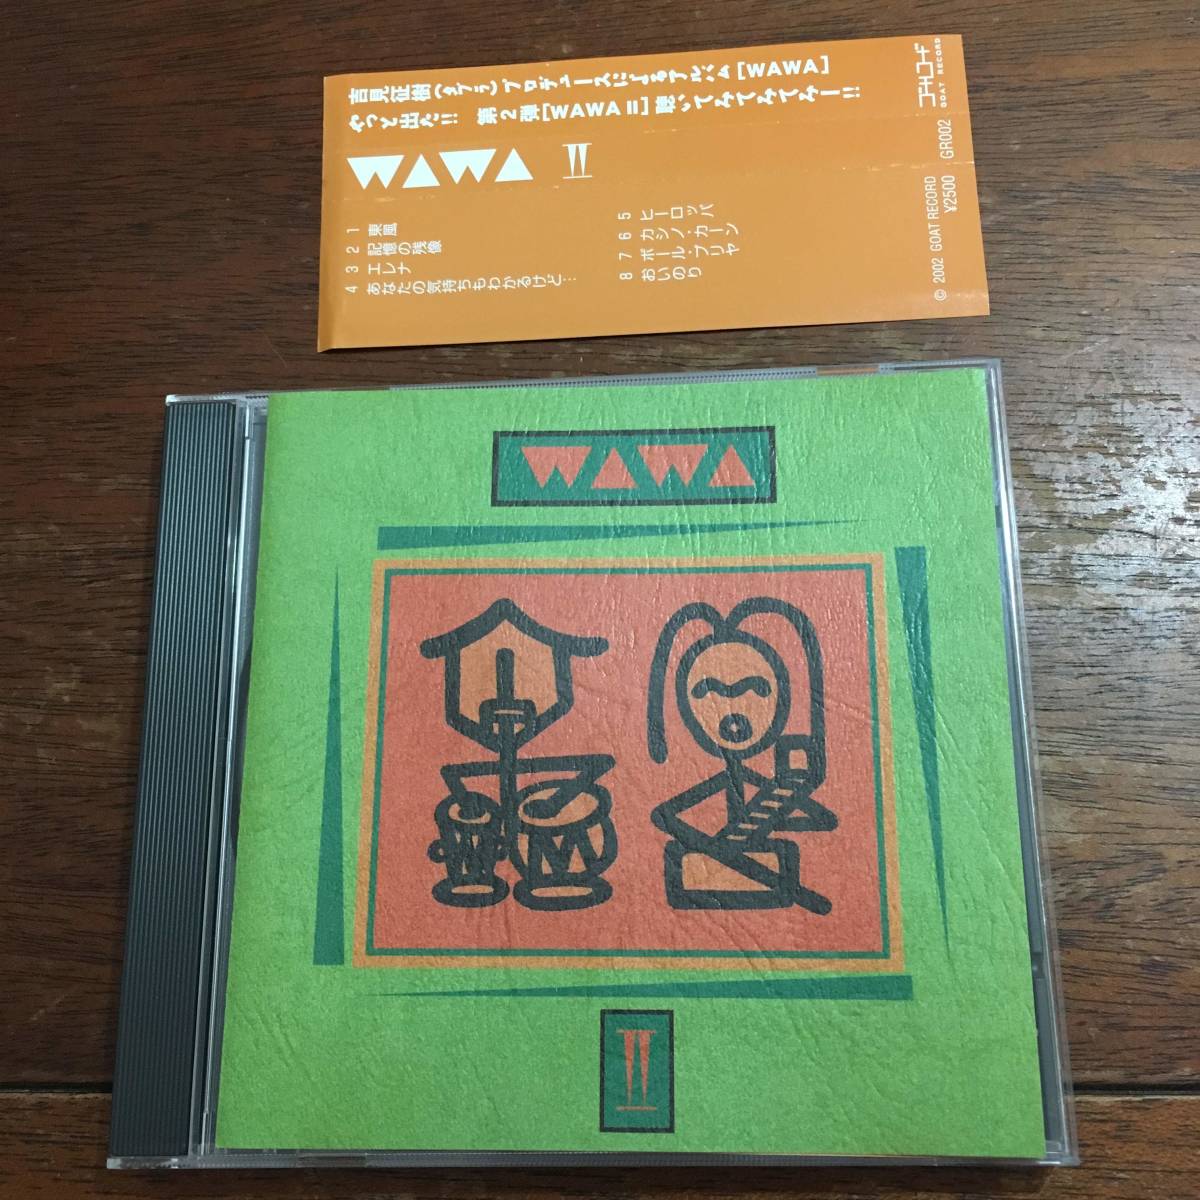 吉見征樹(タブラ)プロデュースによるアルバム[WAWA]
やっと出た!! 第2弾[WAWA II]聴いてみてみてみてみー!!
WAWA II
1 東風
2 記憶の残像
3 エレナ
4 あなたの気持ちもわかるけど…
5 ヒーロッパ
6 カシノ・カーン
7 ポール・フリヤ
8 おいのり
ゴートレコード
GOAT RECORD
© 2002 GOAT RECORD GR002
¥2500
WAWA
II